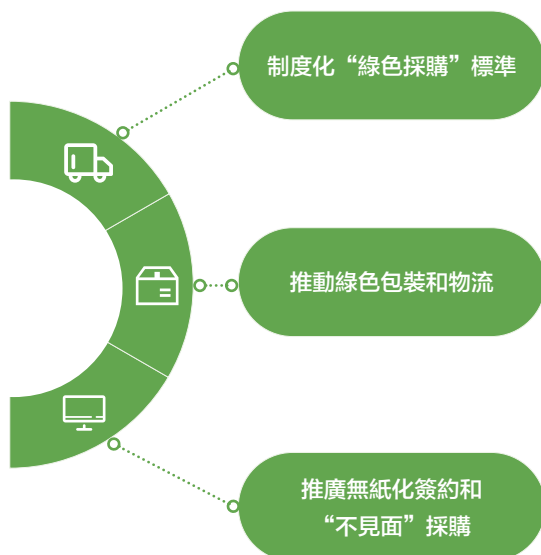 制度化“綠色採購”標準
推動綠色包裝和物流
推廣無紙化簽約和
“不見面”採購